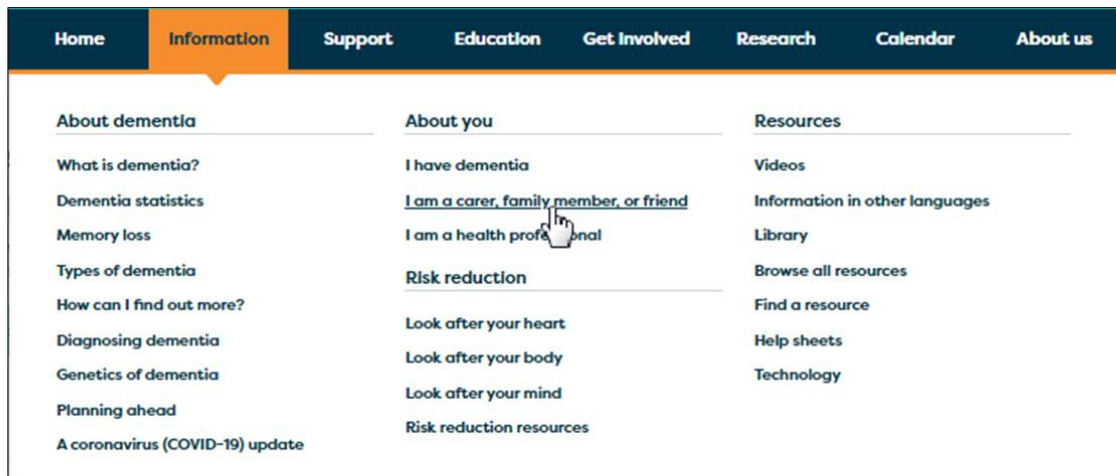 Home Information Support Education Get Involved Research Calendar About us
About dementia
What is dementia?
Dementia statistics
Memory loss
Types of dementia
How can I find out more?
Diagnosing dementia
Genetics of dementia
Planning ahead
A coronavirus (COVID-19) update
About you
I have dementia
I am a carer, family member, or friend
I am a health professional
Risk reduction
Look after your heart
Look after your body
Look after your mind
Risk reduction resources
Resources
Videos
Information in other languages
Library
Browse all resources
Find a resource
Help sheets
Technology